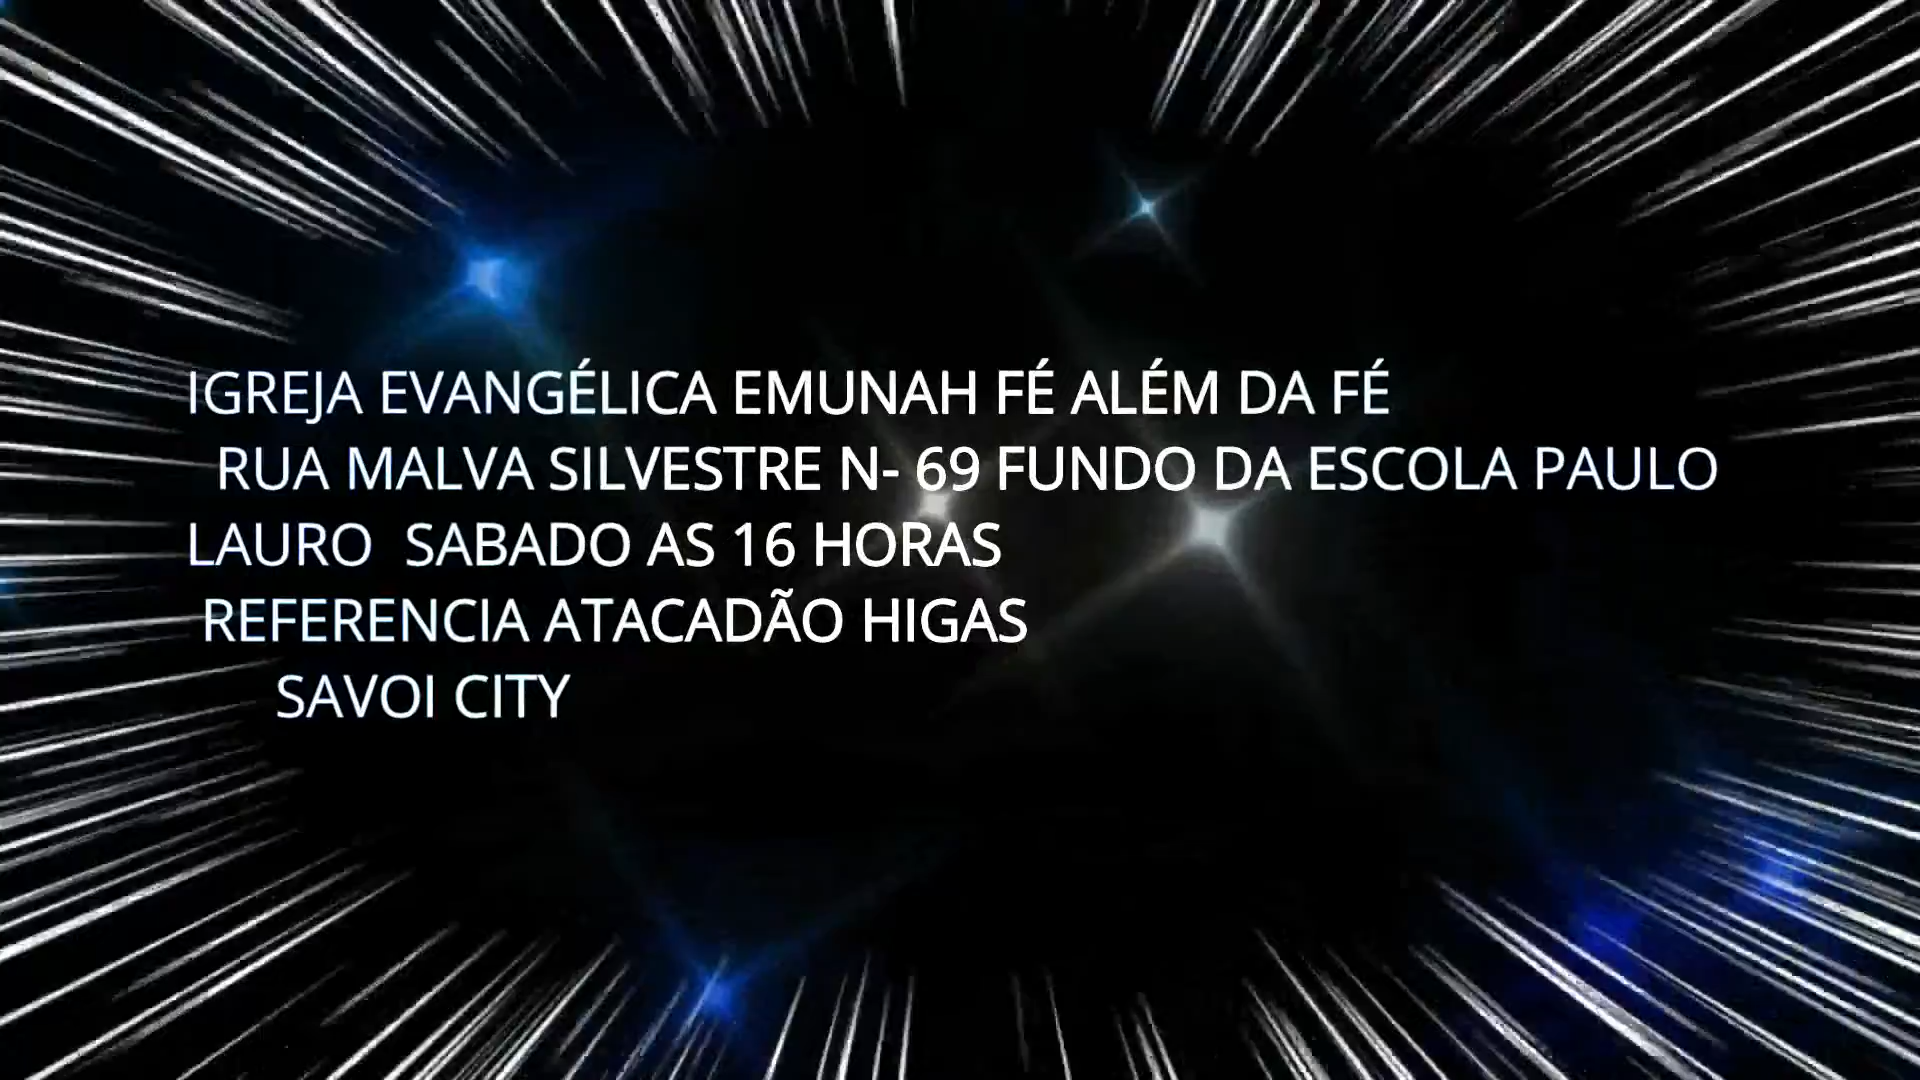 IGREJA EVANGÉLICA EMUNAH FÉ ALÉM DA FÉ
RUA MALVA SILVESTRE N- 69 FUNDO DA ESCOLA PAULO
LAURO  SABADO AS 16 HORAS
REFERENCIA ATACADÃO HIGAS
SAVOI CITY